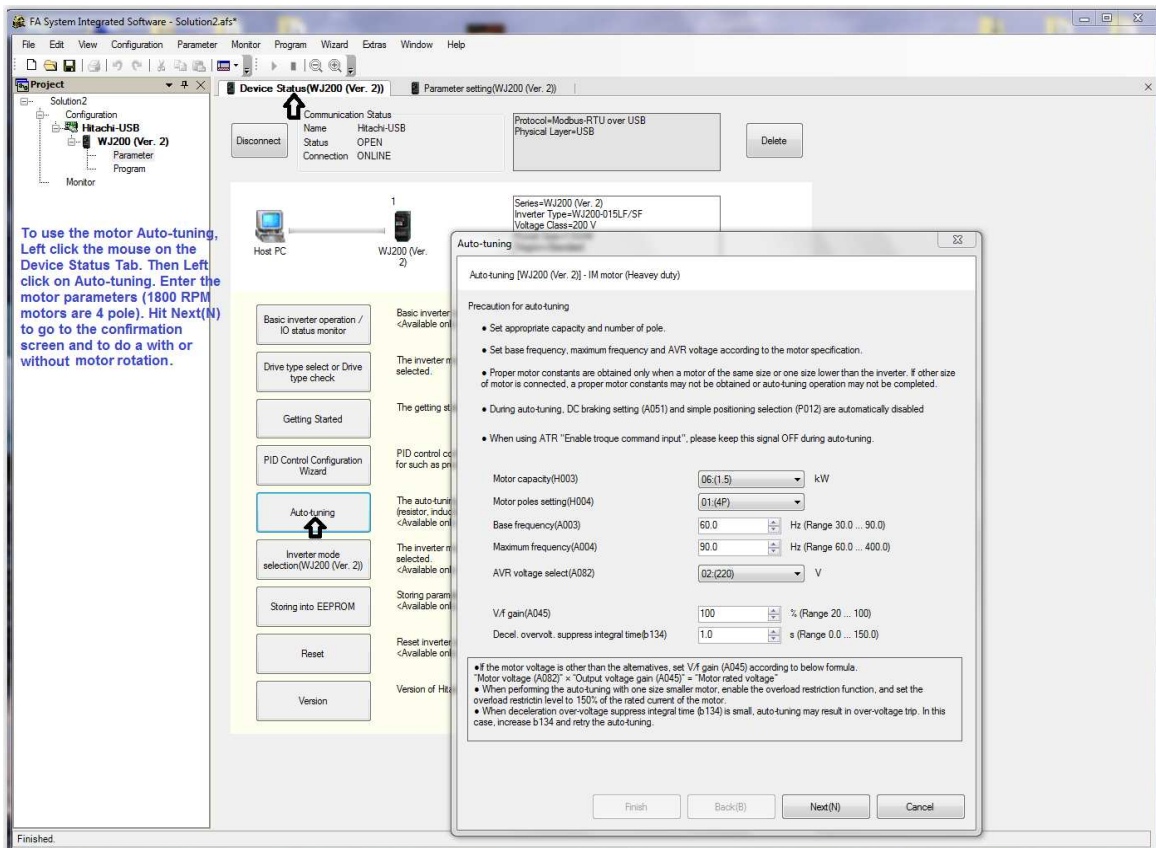 FA System Integrated Software - Solution2.afs*
File Edit View Configuration Parameter Monitor Program Wizard Extras Window Help
Project
Solution2
Configuration
Hitachi-USB
WJ200 (Ver. 2)
Parameter
Program
Monitor
To use the motor Auto-tuning,
Left click the mouse on the
Device Status Tab. Then Left
click on Auto-tuning. Enter the
motor parameters (1800 RPM
motors are 4 pole). Hit Next(N)
to go to the confirmation
screen and to do a with or
without motor rotation.
Device Status(WJ200 (Ver. 2)) Parameter setting(WJ200 (Ver. 2))
Disconnect
Communication Status
Name Hitachi-USB
Status OPEN
Connection ONLINE
Protocol=Modbus-RTU over USB
Physical Layer=USB
Delete
Host PC
1
WJ200 (Ver.
2)
Series=WJ200 (Ver. 2)
Inverter Type=WJ200-015LF/SF
Voltage Class=200 V
Basic inverter operation /
IO status monitor
Basic inverter
<Available onl
Drive type select or Drive
type check
The inverter m
selected.
Getting Started
The getting st
PID Control Configuration
Wizard
PID control co
for such as pr
Auto-tuning
The auto-tunin
(resistor, induc
<Available onl
Inverter mode
selection(WJ200 (Ver. 2))
The inverter m
selected.
<Available onl
Storing into EEPROM
Storing param
<Available onl
Reset
Reset inverter
<Available onl
Version
Version of Hita
Auto-tuning
Auto-tuning [WJ200 (Ver. 2)] - IM motor (Heavey duty)
Precaution for auto-tuning
● Set appropriate capacity and number of pole.
● Set base frequency, maximum frequency and AVR voltage according to the motor specification.
● Proper motor constants are obtained only when a motor of the same size or one size lower than the inverter. If other size
of motor is connected, a proper motor constants may not be obtained or auto-tuning operation may not be completed.
● During auto-tuning, DC braking setting (A051) and simple positioning selection (P012) are automatically disabled
● When using ATR "Enable troque command input", please keep this signal OFF during auto-tuning.
Motor capacity(H003) 06:(1.5) kW
Motor poles setting(H004) 01:(4P)
Base frequency(A003) 60.0 Hz (Range 30.0 ... 90.0)
Maximum frequency(A004) 90.0 Hz (Range 60.0 ... 400.0)
AVR voltage select(A082) 02:(220) V
V/f gain(A045) 100 % (Range 20 ... 100)
Decel. overvolt. suppress integral time(b134) 1.0 s (Range 0.0 ... 150.0)
●If the motor voltage is other than the alternatives, set V/f gain (A045) according to below formula.
"Motor voltage (A082)" × "Output voltage gain (A045)" = "Motor rated voltage"
● When performing the auto-tuning with one size smaller motor, enable the overload restriction function, and set the
overload restrictin level to 150% of the rated current of the motor.
● When deceleration over-voltage suppress integral time (b134) is small, auto-tuning may result in over-voltage trip. In this
case, increase b134 and retry the auto-tuning.
Finish Back(B) Next(N) Cancel
Finished.